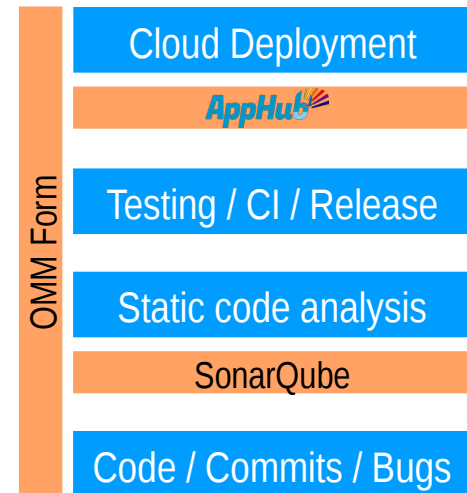 OMM Form
Cloud Deployment
AppHub
Testing / CI / Release
Static code analysis
SonarQube
Code / Commits / Bugs